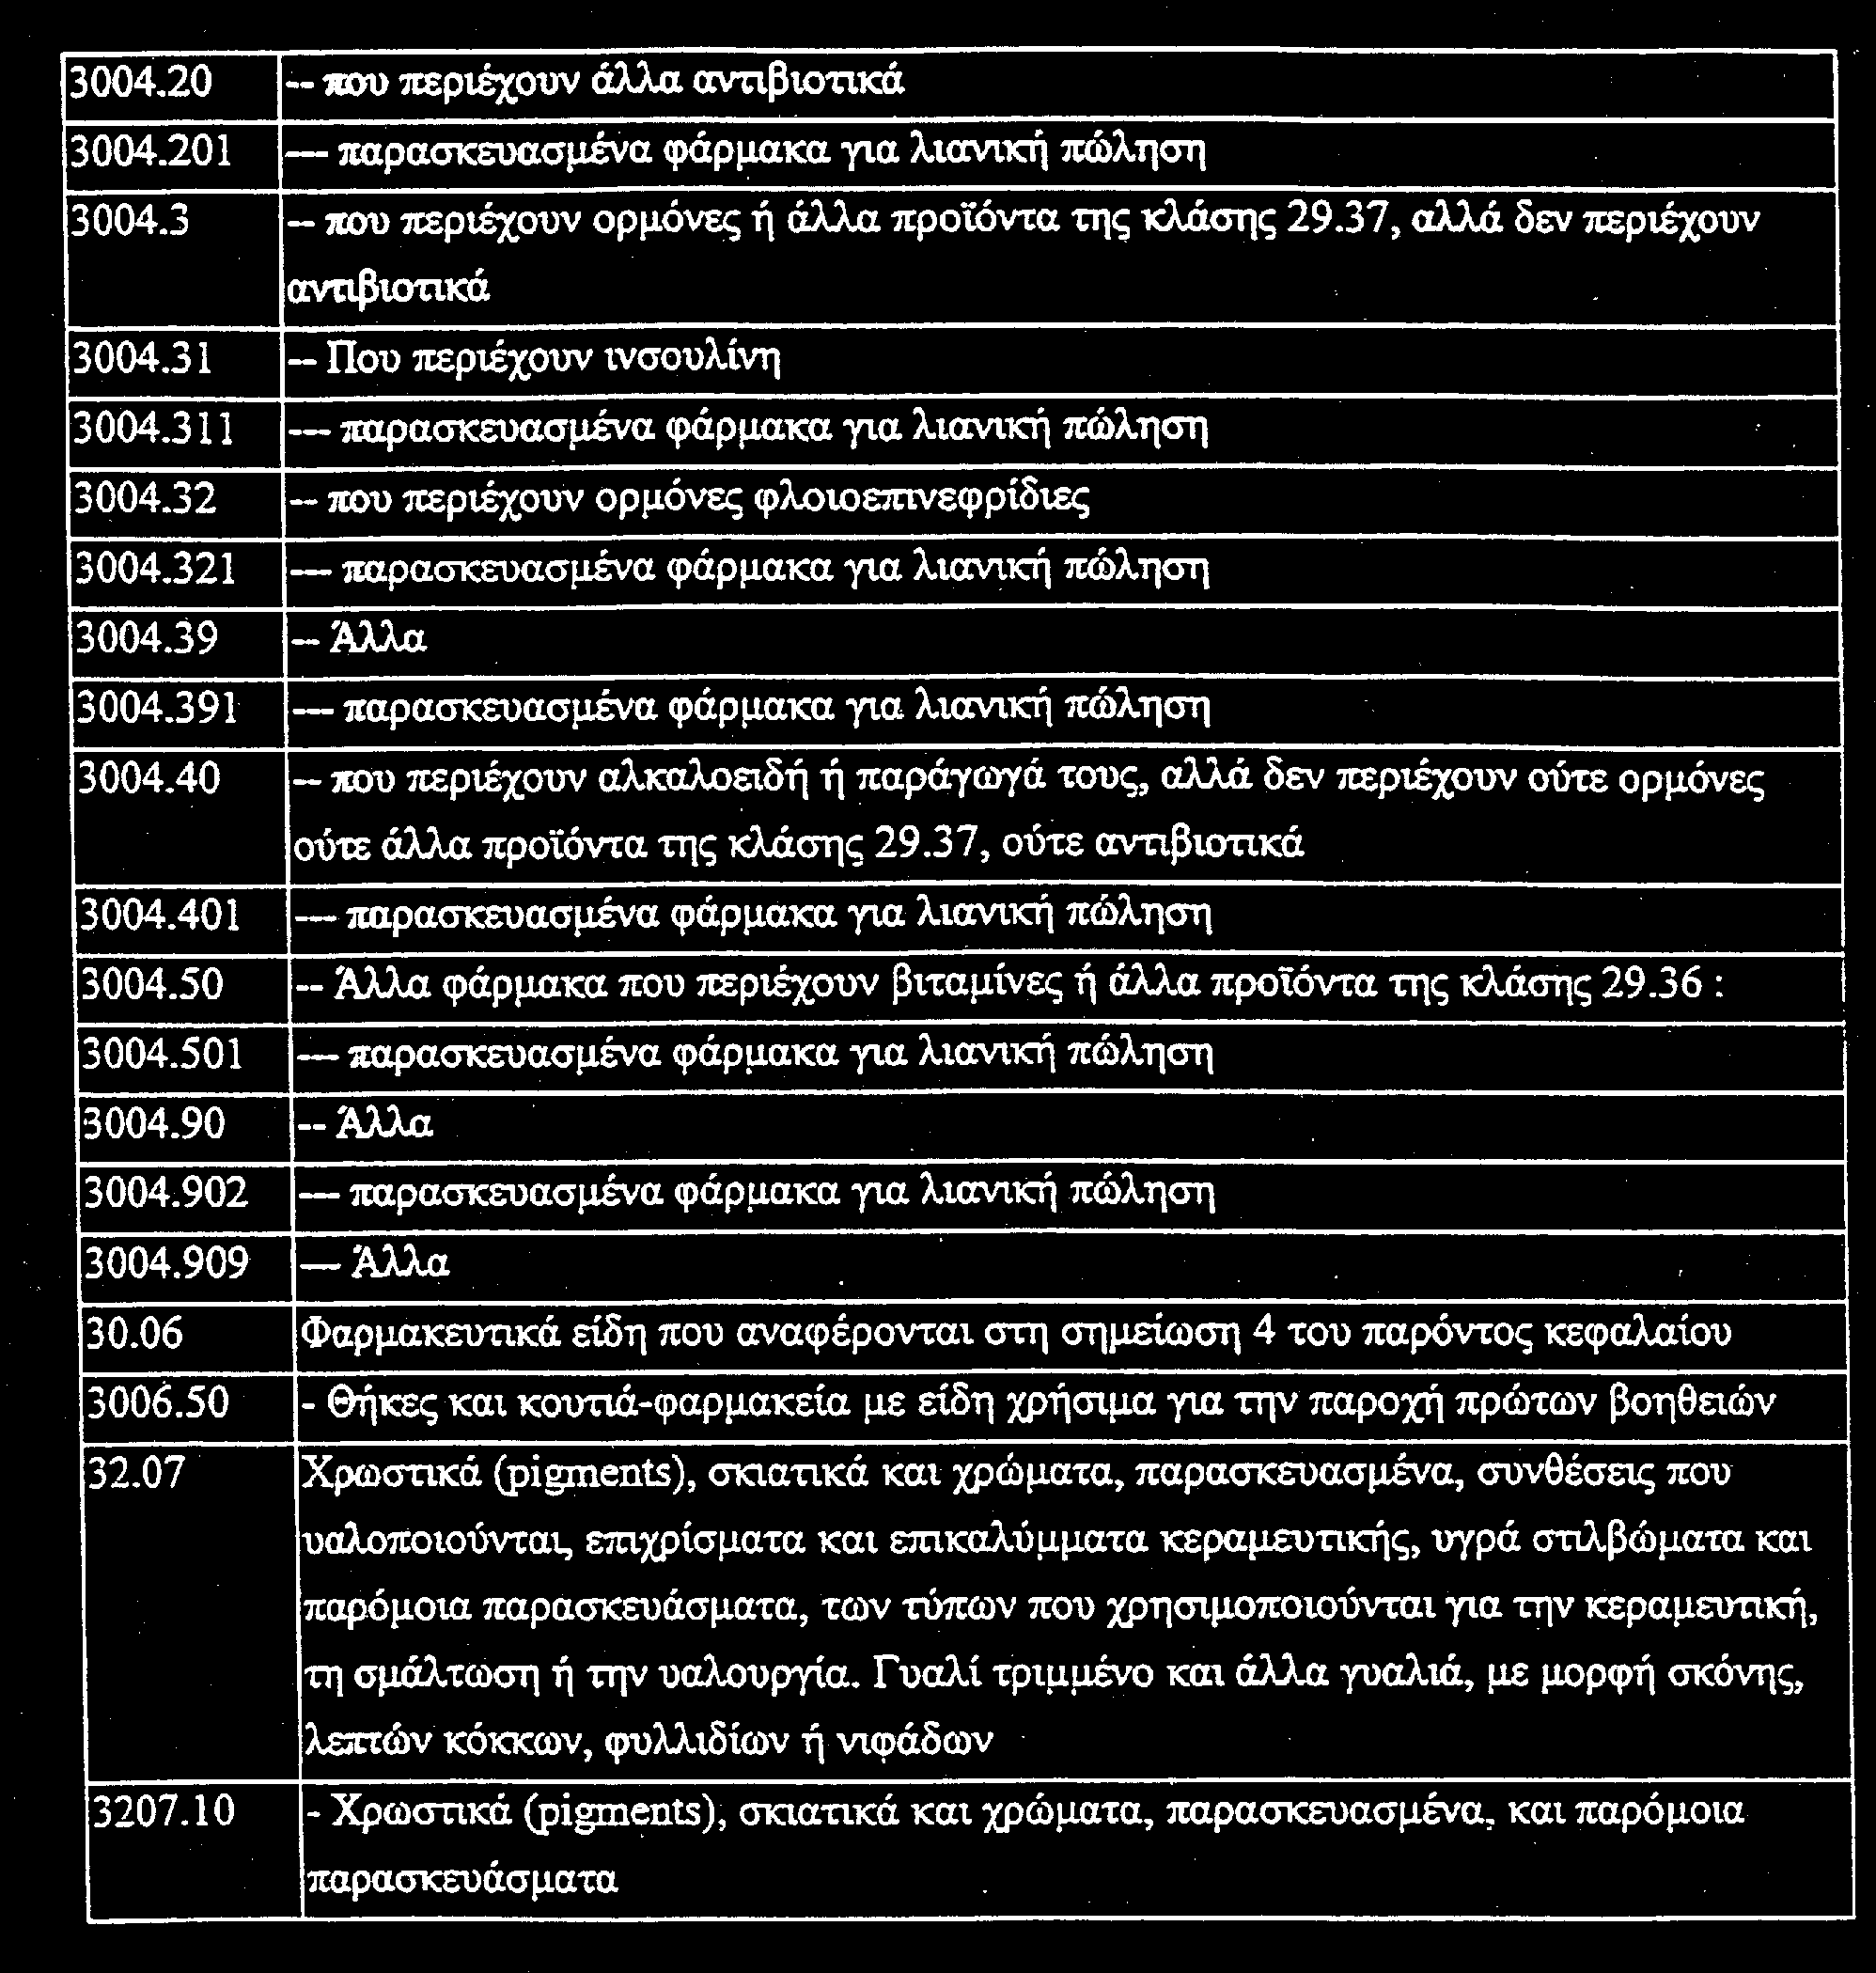 3004.20 -- που περιέχουν άλλα αντιβιοτικά
3004.201 --- παρασκευασμένα φάρμακα για λιανική πώληση
3004.3 -- που περιέχουν ορμόνες ή άλλα προϊόντα της κλάσης 29.37, αλλά δεν περιέχουν
αντιβιοτικά
3004.31 -- Που περιέχουν ινσουλίνη
3004.311 --- παρασκευασμένα φάρμακα για λιανική πώληση
3004.32 -- που περιέχουν ορμόνες φλοιοεπινεφρίδιες
3004.321 --- παρασκευασμένα φάρμακα για λιανική πώληση
3004.39 -- Άλλα
3004.391 --- παρασκευασμένα φάρμακα για λιανική πώληση
3004.40 -- που περιέχουν αλκαλοειδή ή παράγωγά τους, αλλά δεν περιέχουν ούτε ορμόνες
ούτε άλλα προϊόντα της κλάσης 29.37, ούτε αντιβιοτικά
3004.401 --- παρασκευασμένα φάρμακα για λιανική πώληση
3004.50 -- Άλλα φάρμακα που περιέχουν βιταμίνες ή άλλα προϊόντα της κλάσης 29.36 :
3004.501 --- παρασκευασμένα φάρμακα για λιανική πώληση
3004.90 -- Άλλα
3004.902 --- παρασκευασμένα φάρμακα για λιανική πώληση
3004.909 --- Άλλα
30.06 Φαρμακευτικά είδη που αναφέρονται στη σημείωση 4 του παρόντος κεφαλαίου
3006.50 - Θήκες και κουτιά-φαρμακεία με είδη χρήσιμα για την παροχή πρώτων βοηθειών
32.07 Χρωστικά (pigments), σκιατικά και χρώματα, παρασκευασμένα, συνθέσεις που
υαλοποιούνται, επιχρίσματα και επικαλύμματα κεραμευτικής, υγρά στιλβώματα και
παρόμοια παρασκευάσματα, των τύπων που χρησιμοποιούνται για την κεραμευτική,
τη σμάλτωση ή την υαλουργία. Γυαλί τριμμένο και άλλα γυαλιά, με μορφή σκόνης,
λεπτών κόκκων, φυλλιδίων ή νιφάδων
3207.10 - Χρωστικά (pigments), σκιατικά και χρώματα, παρασκευασμένα, και παρόμοια
παρασκευάσματα